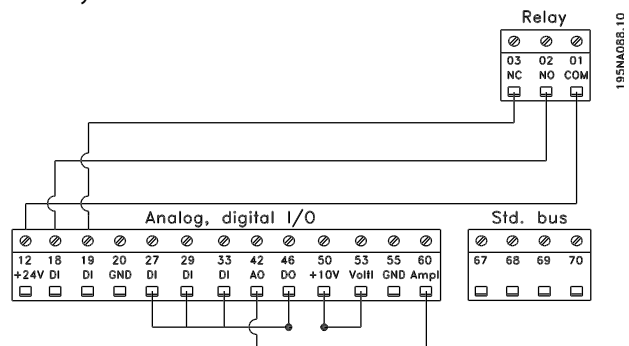 Relay
03 02 01
NC NO COM
195NA088.10
Analog, digital I/O
Std. bus
12 18 19 20 27 29 33 42 46 50 53 55 60
+24V DI DI GND DI DI DI AO DO +10V Voltl GND Ampl
67 68 69 70